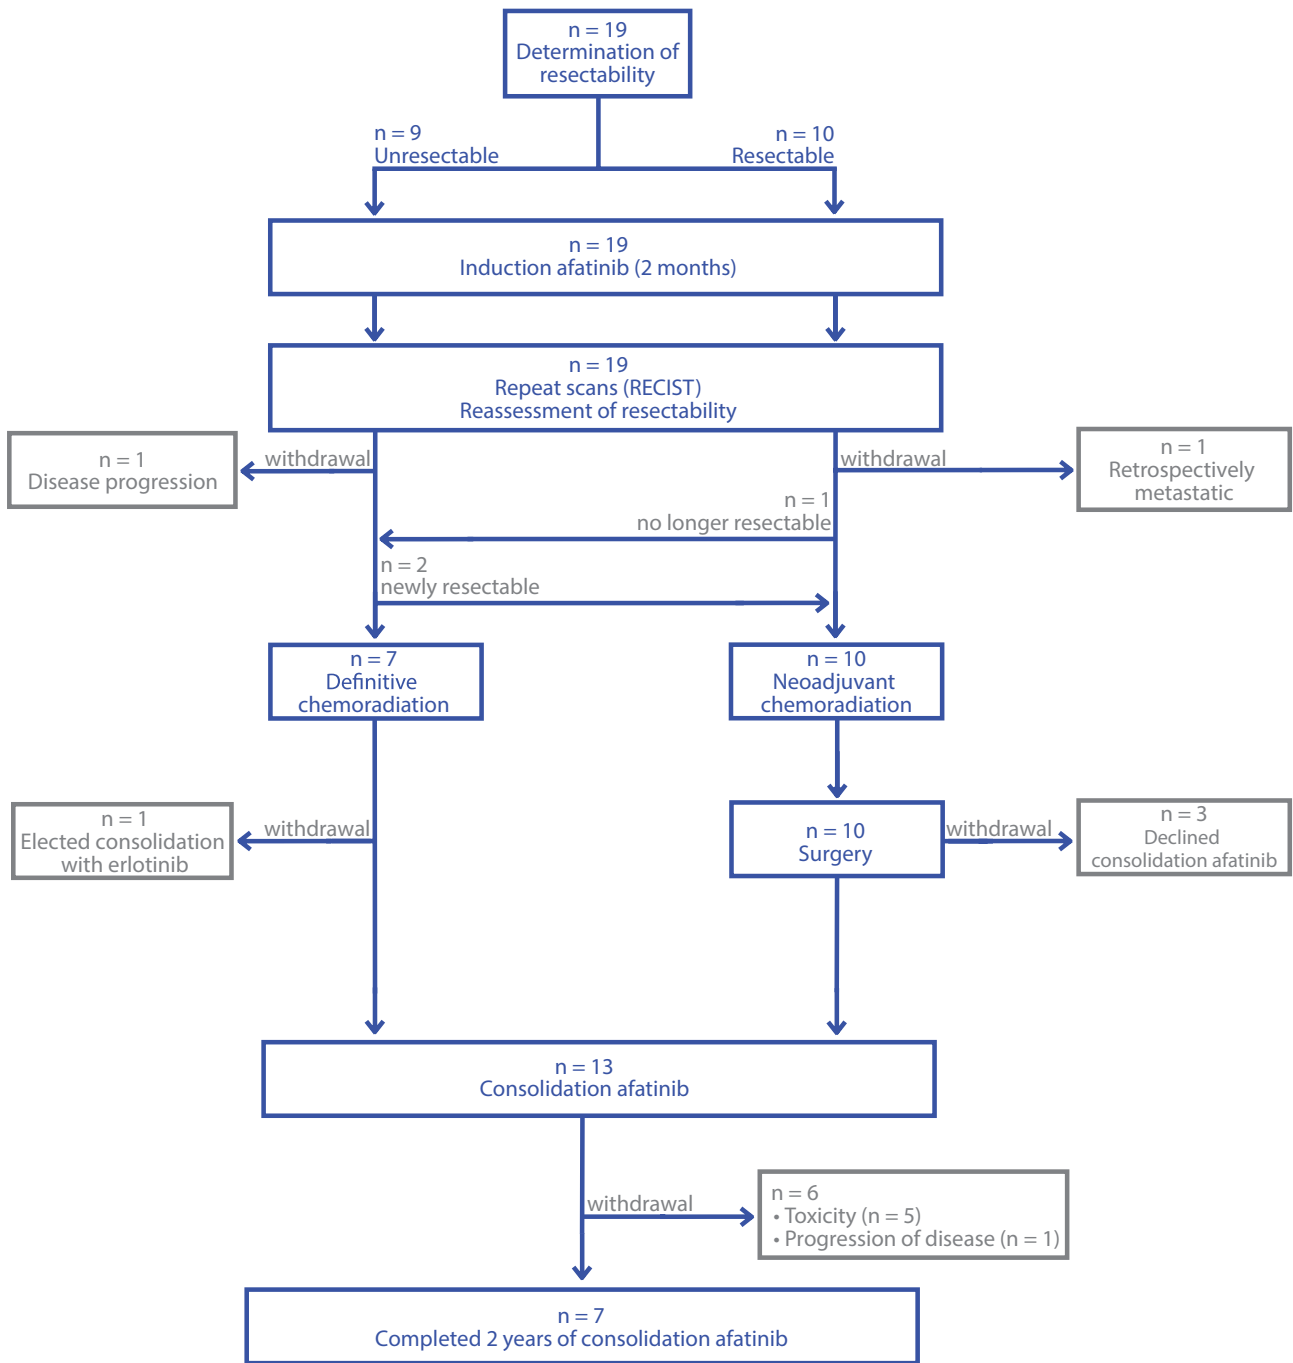 n = 19
Determination of
resectability
n = 9
Unresectable
n = 10
Resectable
n = 19
Induction afatinib (2 months)
n = 19
Repeat scans (RECIST)
Reassessment of resectability
n = 1
Disease progression
withdrawal
withdrawal
n = 1
Retrospectively
metastatic
n = 1
no longer resectable
n = 2
newly resectable
n = 7
Definitive
chemoradiation
n = 10
Neoadjuvant
chemoradiation
n = 1
Elected consolidation
with erlotinib
withdrawal
n = 10
Surgery
withdrawal
n = 3
Declined
consolidation afatinib
n = 13
Consolidation afatinib
withdrawal
n = 6
• Toxicity (n = 5)
• Progression of disease (n = 1)
n = 7
Completed 2 years of consolidation afatinib